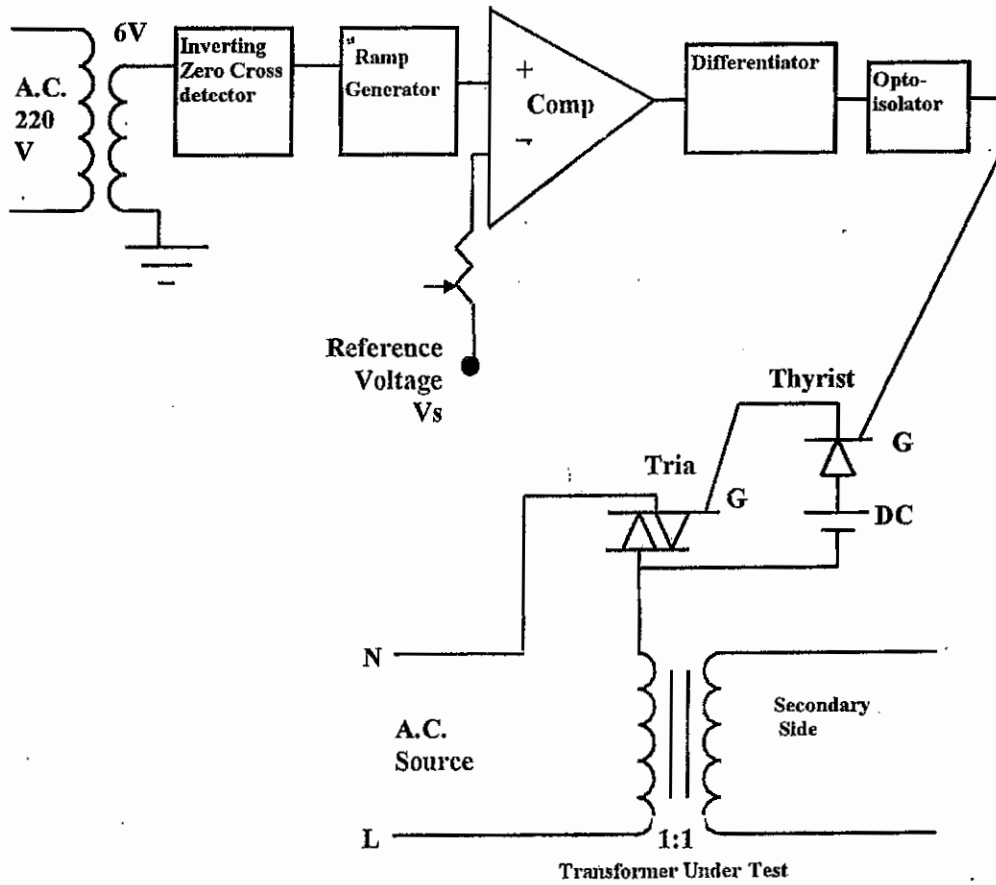 6V
A.C.
220
V
Inverting
Zero Cross
detector
Ramp
Generator
+
Comp
−
Differentiator
Opto-
isolator
Reference
Voltage
Vs
Thyrist
G
Tria
G
DC
N
A.C.
Source
L
Secondary
Side
1:1
Transformer Under Test